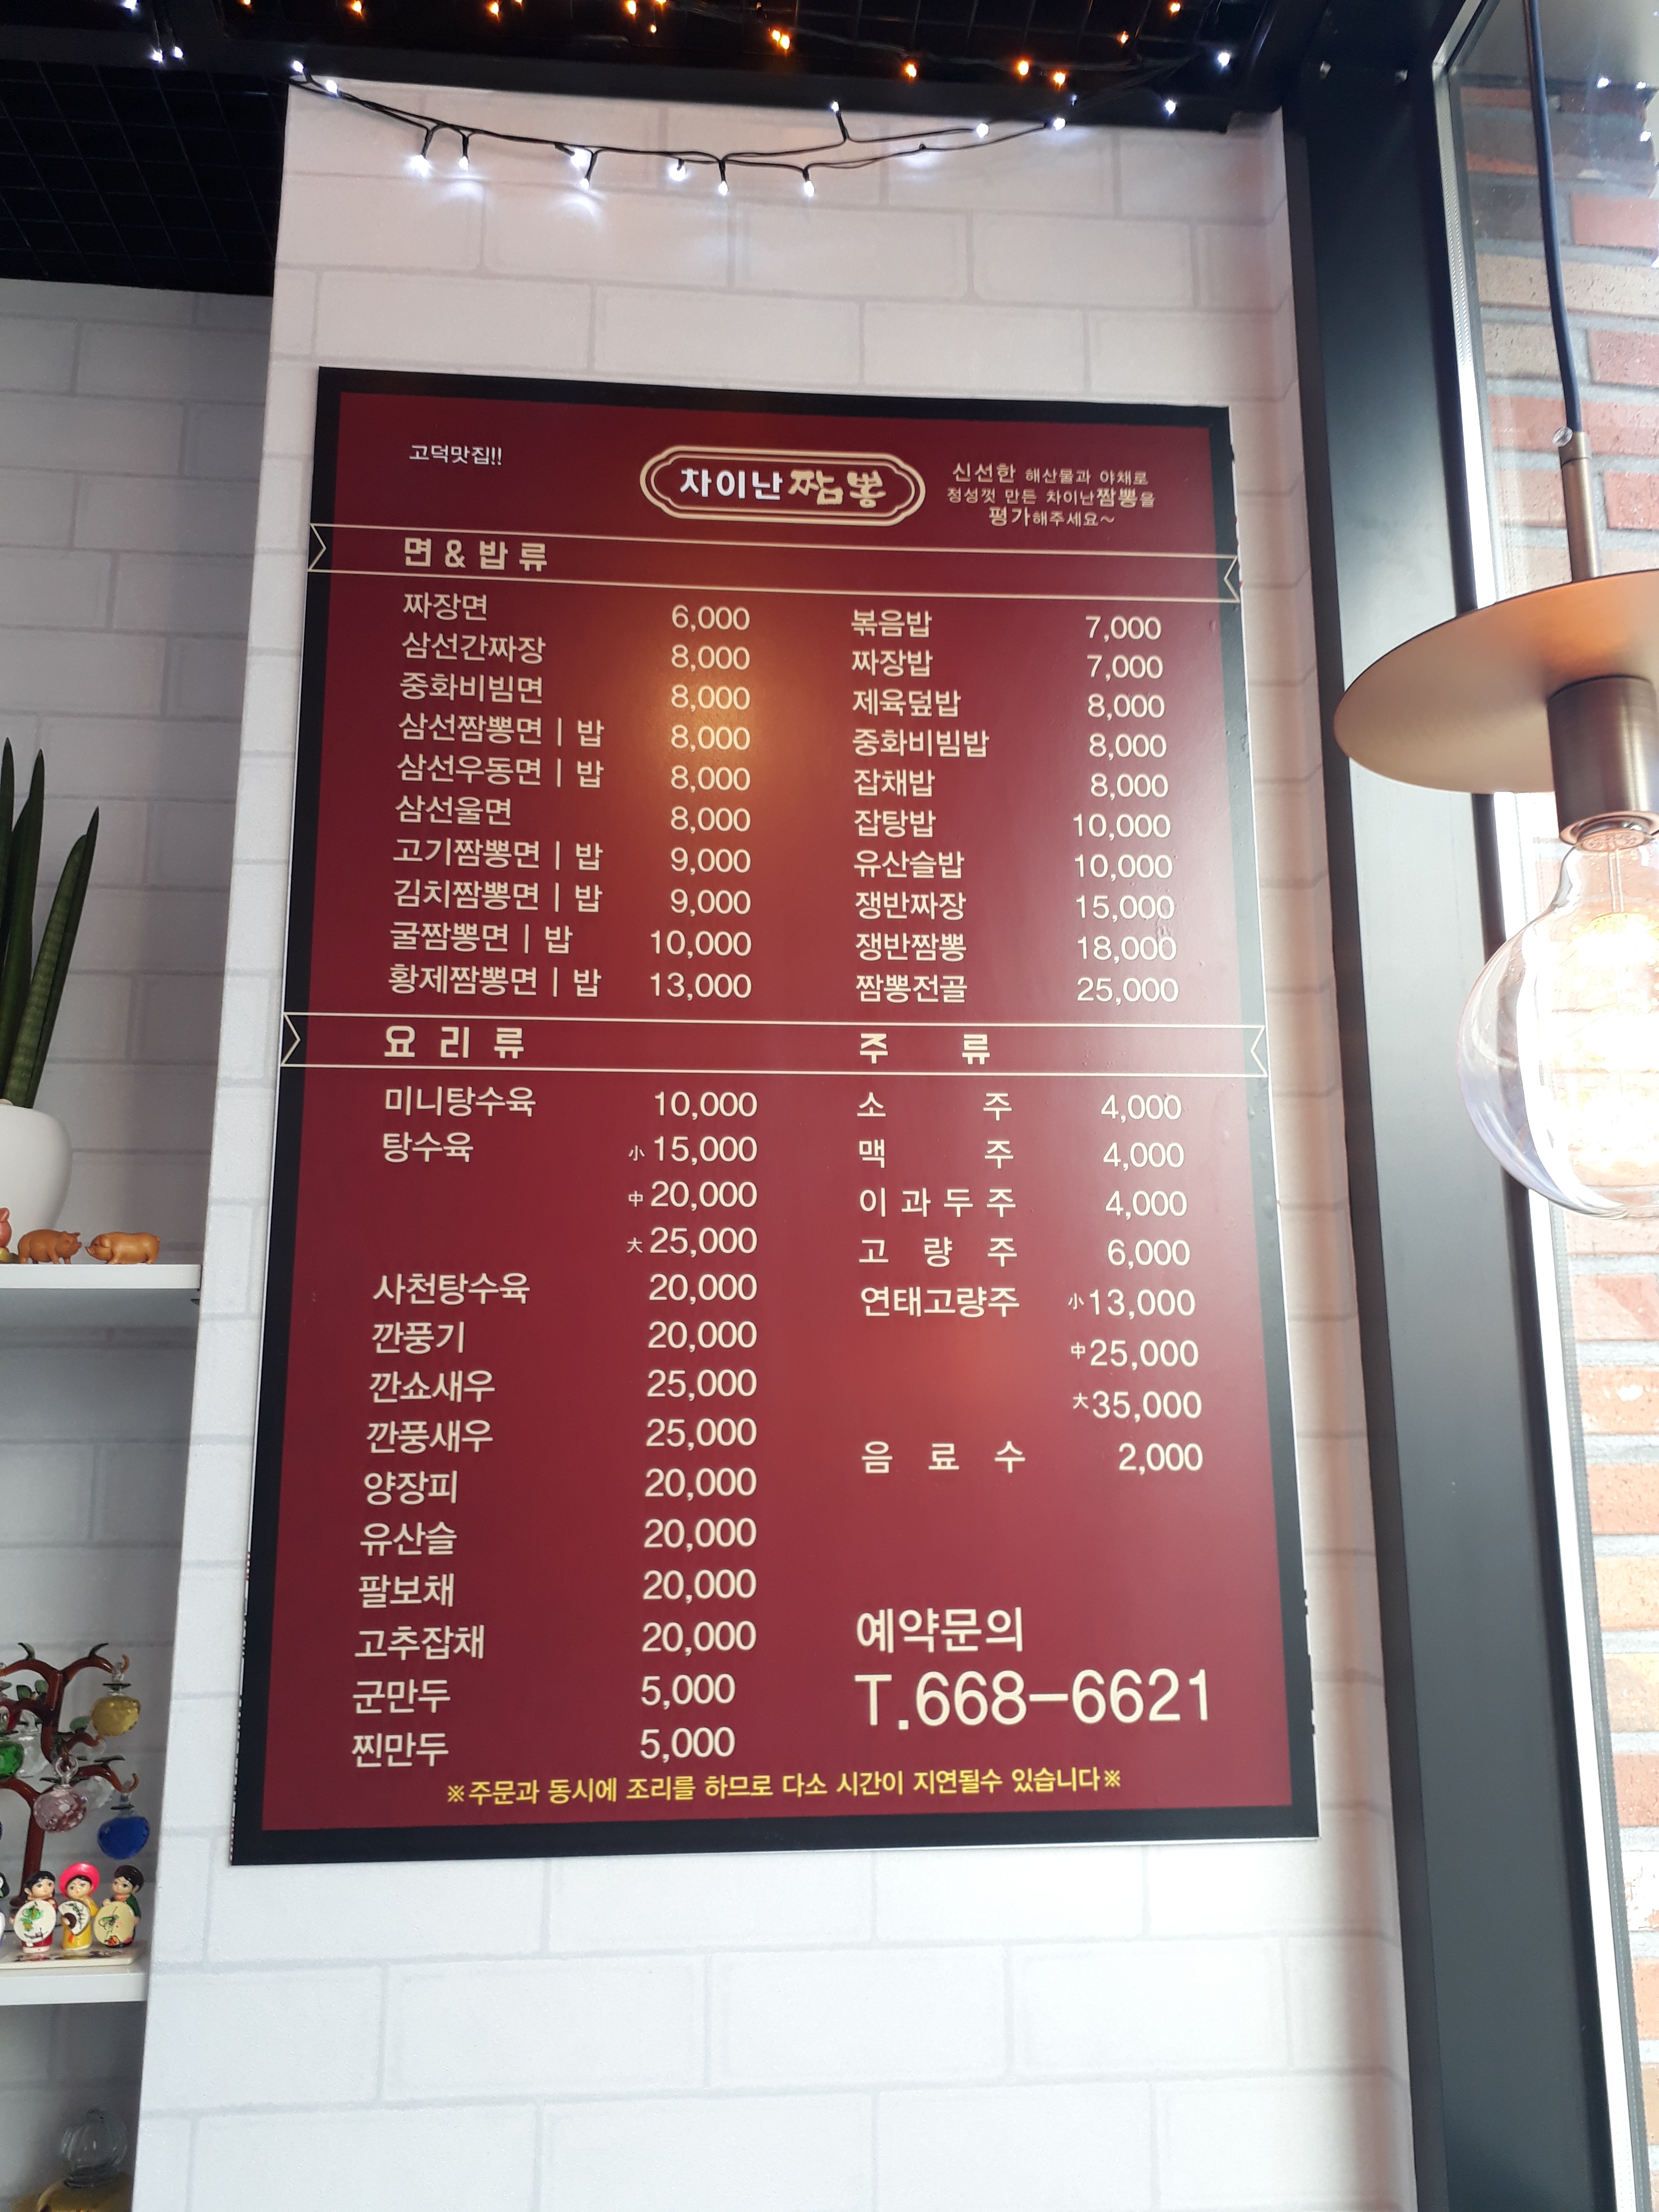 고덕맛집!!
차이난짬뽕
신선한 해산물과 야채로
정성껏 만든 차이난짬뽕을
평가해주세요~
면&밥류
짜장면 6,000
삼선간짜장 8,000
중화비빔면 8,000
삼선짬뽕면 | 밥 8,000
삼선우동면 | 밥 8,000
삼선울면 8,000
고기짬뽕면 | 밥 9,000
김치짬뽕면 | 밥 9,000
굴짬뽕면 | 밥 10,000
황제짬뽕면 | 밥 13,000
볶음밥 7,000
짜장밥 7,000
제육덮밥 8,000
중화비빔밥 8,000
잡채밥 8,000
잡탕밥 10,000
유산슬밥 10,000
쟁반짜장 15,000
쟁반짬뽕 18,000
짬뽕전골 25,000
요리류
미니탕수육 10,000
탕수육 小 15,000
中 20,000
大 25,000
사천탕수육 20,000
깐풍기 20,000
깐쇼새우 25,000
깐풍새우 25,000
양장피 20,000
유산슬 20,000
팔보채 20,000
고추잡채 20,000
군만두 5,000
찐만두 5,000
주류
소주 4,000
맥주 4,000
이과두주 4,000
고량주 6,000
연태고량주 小 13,000
中 25,000
大 35,000
음료수 2,000
예약문의
T.668-6621
※주문과 동시에 조리를 하므로 다소 시간이 지연될수 있습니다※